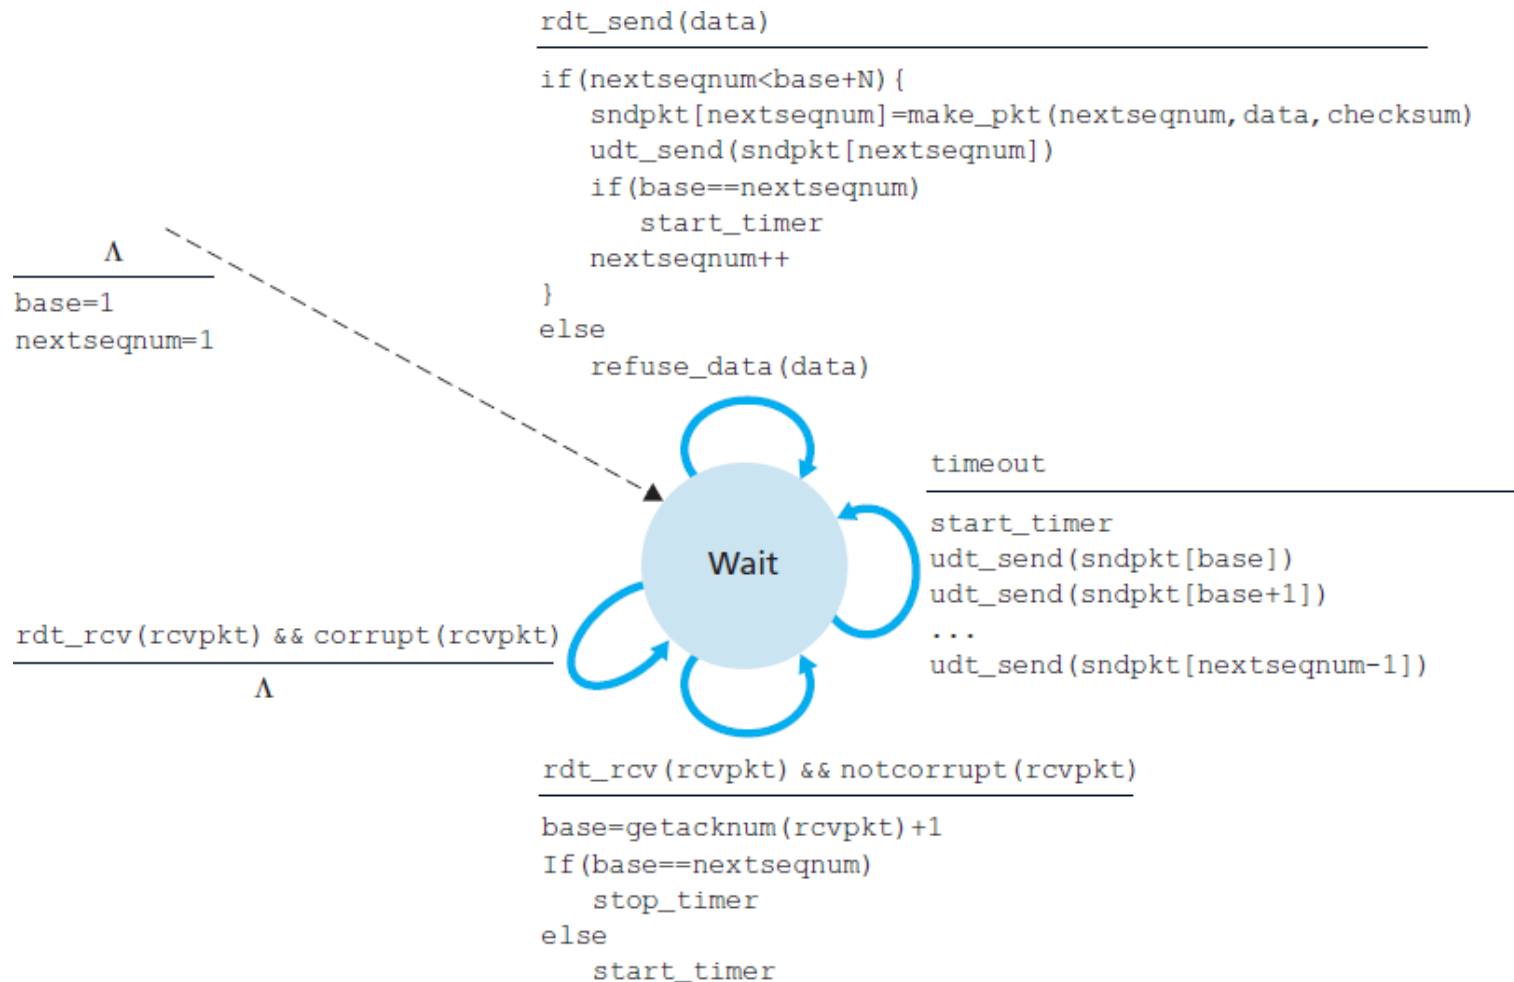 rdt_send(data)
if(nextseqnum<base+N){
sndpkt[nextseqnum]=make_pkt(nextseqnum,data,checksum)
udt_send(sndpkt[nextseqnum])
if(base==nextseqnum)
start_timer
nextseqnum++
}
else
refuse_data(data)
Λ
base=1
nextseqnum=1
timeout
start_timer
udt_send(sndpkt[base])
udt_send(sndpkt[base+1])
...
udt_send(sndpkt[nextseqnum-1])
Wait
rdt_rcv(rcvpkt) && corrupt(rcvpkt)
Λ
rdt_rcv(rcvpkt) && notcorrupt(rcvpkt)
base=getacknum(rcvpkt)+1
If(base==nextseqnum)
stop_timer
else
start_timer